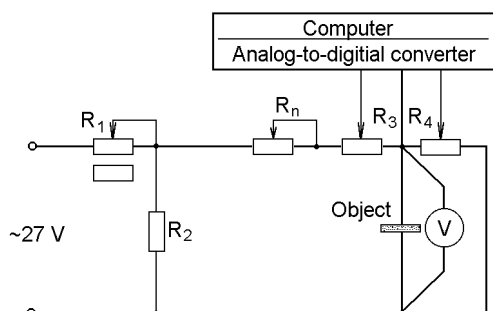 Computer
Analog-to-digitial converter
R1
Rn
R3
R4
Object
V
~27 V
R2